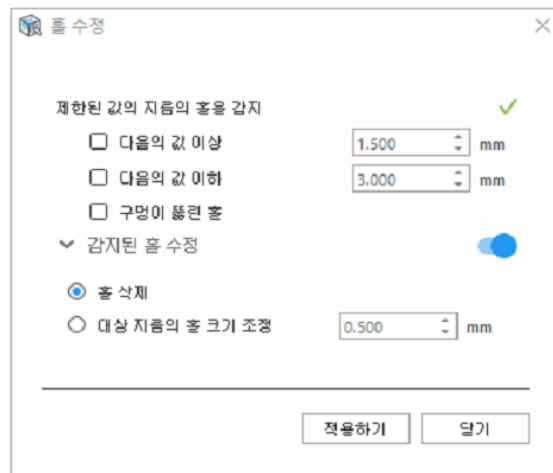 홀 수정
제한된 값의 지름의 홀을 감지
다음의 값 이상 1.500 mm
다음의 값 이하 3.000 mm
구멍이 뚫린 홀
감지된 홀 수정
홀 삭제
대상 지름의 홀 크기 조정 0.500 mm
적용하기 닫기